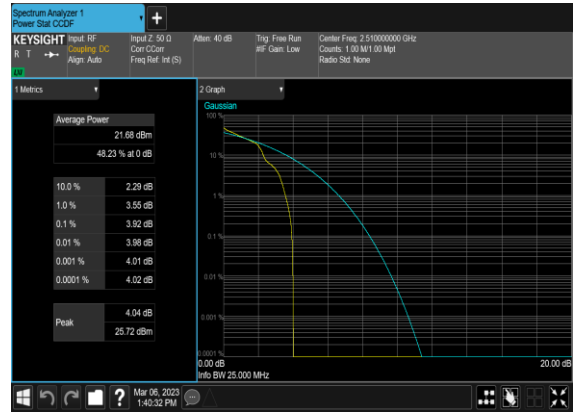 Spectrum Analyzer 1
Power Stat CCDF
KEYSIGHT
R T
LW
Input: RF
Coupling: DC
Align: Auto
Input Z: 50 Ω
Corr CCorr
Freq Ref: Int (S)
Atten: 40 dB
Trig: Free Run
#IF Gain: Low
Center Freq: 2.510000000 GHz
Counts: 1.00 M/1.00 Mpt
Radio Std: None
1 Metrics
Average Power
21.68 dBm
48.23 % at 0 dB
10.0 % 2.29 dB
1.0 % 3.55 dB
0.1 % 3.92 dB
0.01 % 3.98 dB
0.001 % 4.01 dB
0.0001 % 4.02 dB
Peak
4.04 dB
25.72 dBm
2 Graph
Gaussian
100 %
10 %
1 %
0.1 %
0.01 %
0.001 %
0.0001 %
0.00 dB
20.00 dB
Info BW 25.000 MHz
?
Mar 06, 2023
1:40:32 PM